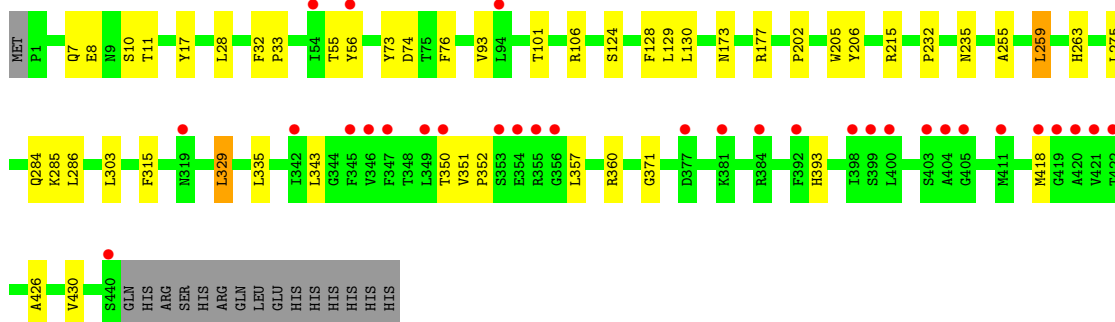 MET P1 Q7 E8 N9 S10 T11 Y17 L28 F32 P33 I54 T55 Y56 Y73 D74 T75 F76 V93 L94 T101 R106 S124 F128 L129 L130 N173 R177 P202 W205 Y206 R215 P232 N235 A255 L259 H263 L275
Q284 K285 L286 L303 F315 N319 L329 L335 I342 L343 G344 F345 V346 F347 T348 L349 T350 V351 P352 S353 E354 R355 G356 L357 R360 G371 D377 K381 R384 F392 H393 I398 S399 L400 S403 A404 G405 M411 M418 G419 A420 V421 T422
A426 V430 S440 GLN HIS ARG SER HIS ARG GLN LEU GLU HIS HIS HIS HIS HIS HIS